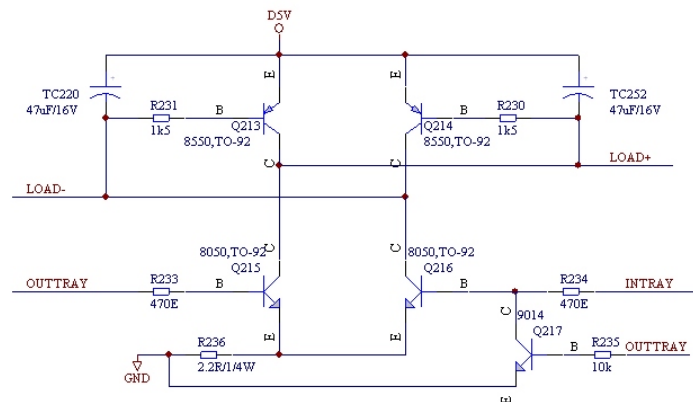 D5V
E
E
TC220
47uF/16V
R231
B
1k5
Q213
8550,TO-92
C
TC252
47uF/16V
R230
B
1k5
Q214
8550,TO-92
C
LOAD+
LOAD-
8050,TO-92
C
Q215
8050,TO-92
C
Q216
OUTTRAY
R233
B
470E
B
R234
INTRAY
470E
E
E
9014
C
Q217
R236
2.2R/1/4W
GND
B
R235
OUTTRAY
10k
E